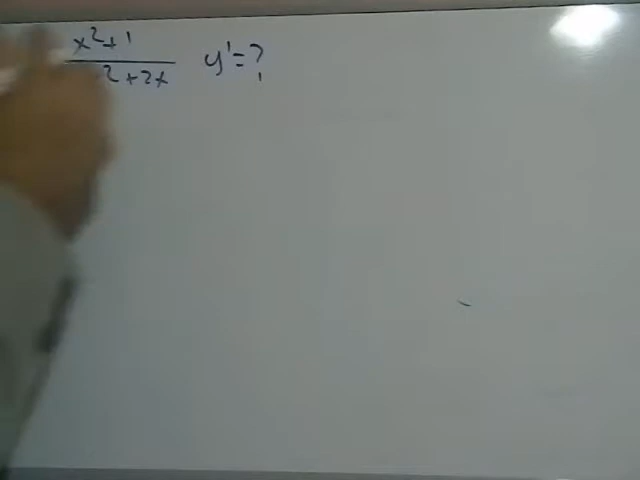 x²+1 / ²+2x y'=?